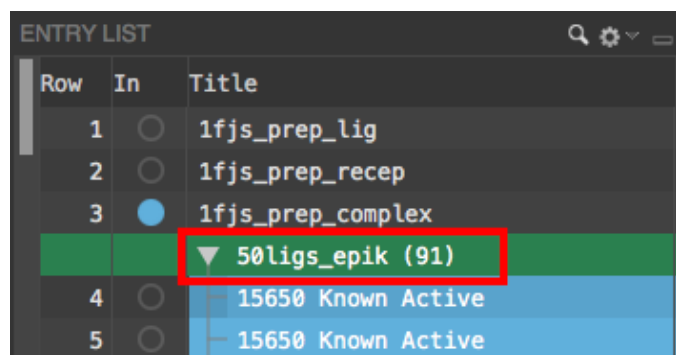 ENTRY LIST
Row In Title
1 1fjs_prep_lig
2 1fjs_prep_recep
3 1fjs_prep_complex
50ligs_epik (91)
4 15650 Known Active
5 15650 Known Active